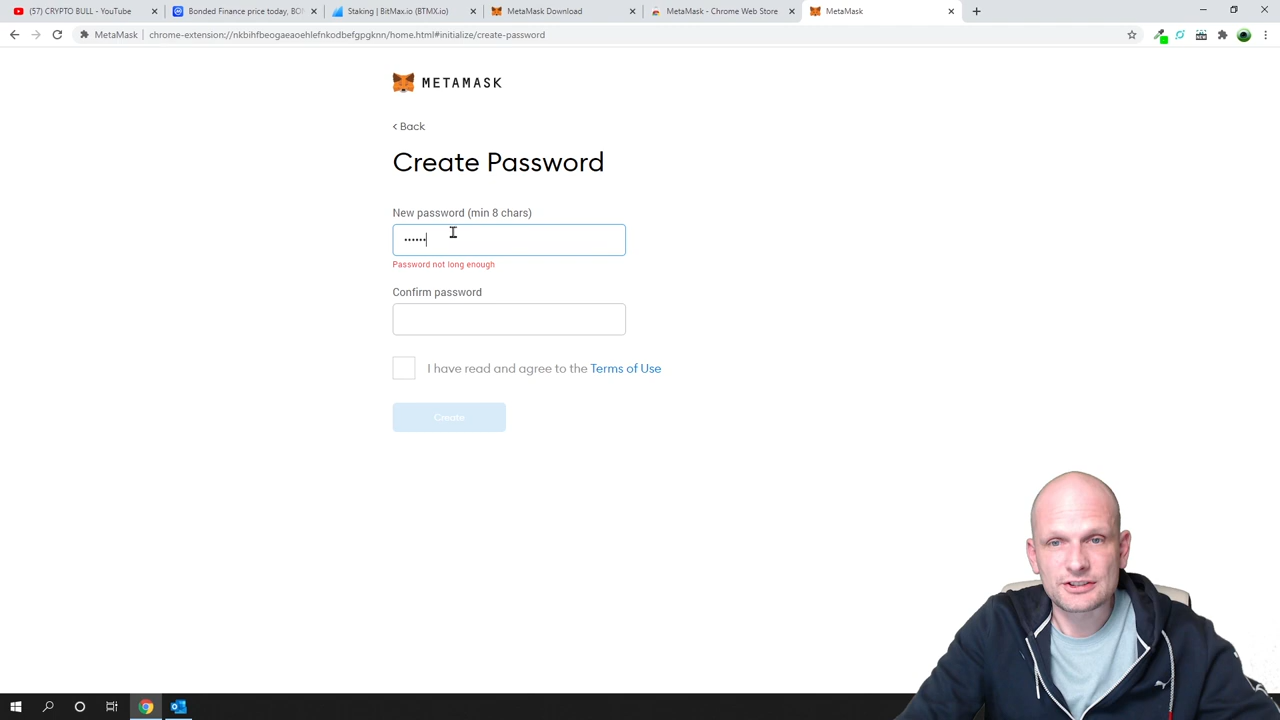 (57) CRYPTO BULL - YouTube
Bonded Finance price today, BON
Staking | BitMax.io (BTMX.io)
MetaMask Download
MetaMask - Chrome Web Store
MetaMask
MetaMask | chrome-extension://nkbihfbeogaeaoehlefnkodbefgpgknn/home.html#initialize/create-password
METAMASK
< Back
Create Password
New password (min 8 chars)
••••••
Password not long enough
Confirm password
I have read and agree to the Terms of Use
Create